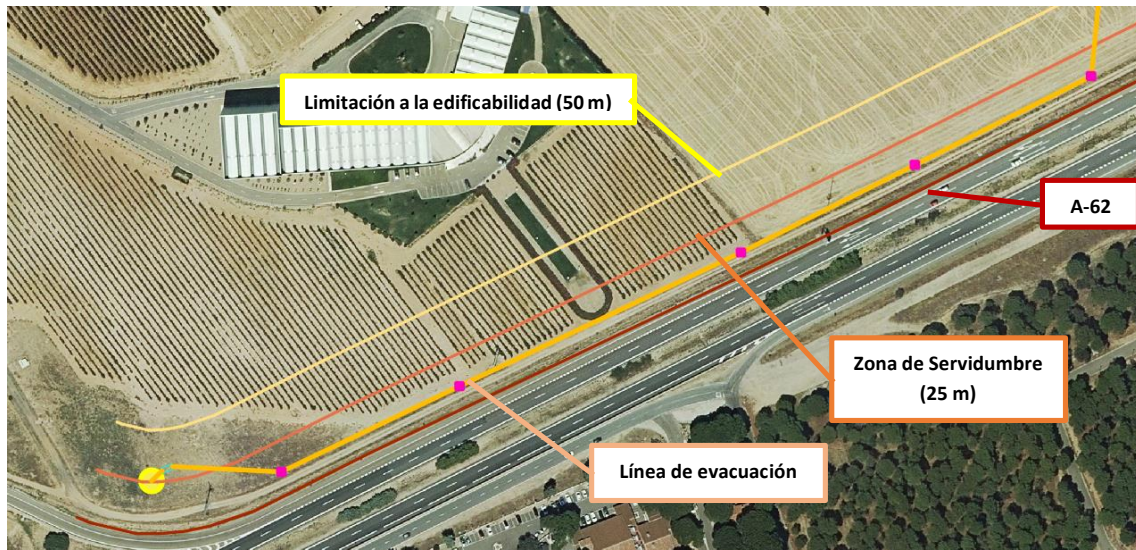 Limitación a la edificabilidad (50 m)
A-62
Zona de Servidumbre
(25 m)
Línea de evacuación